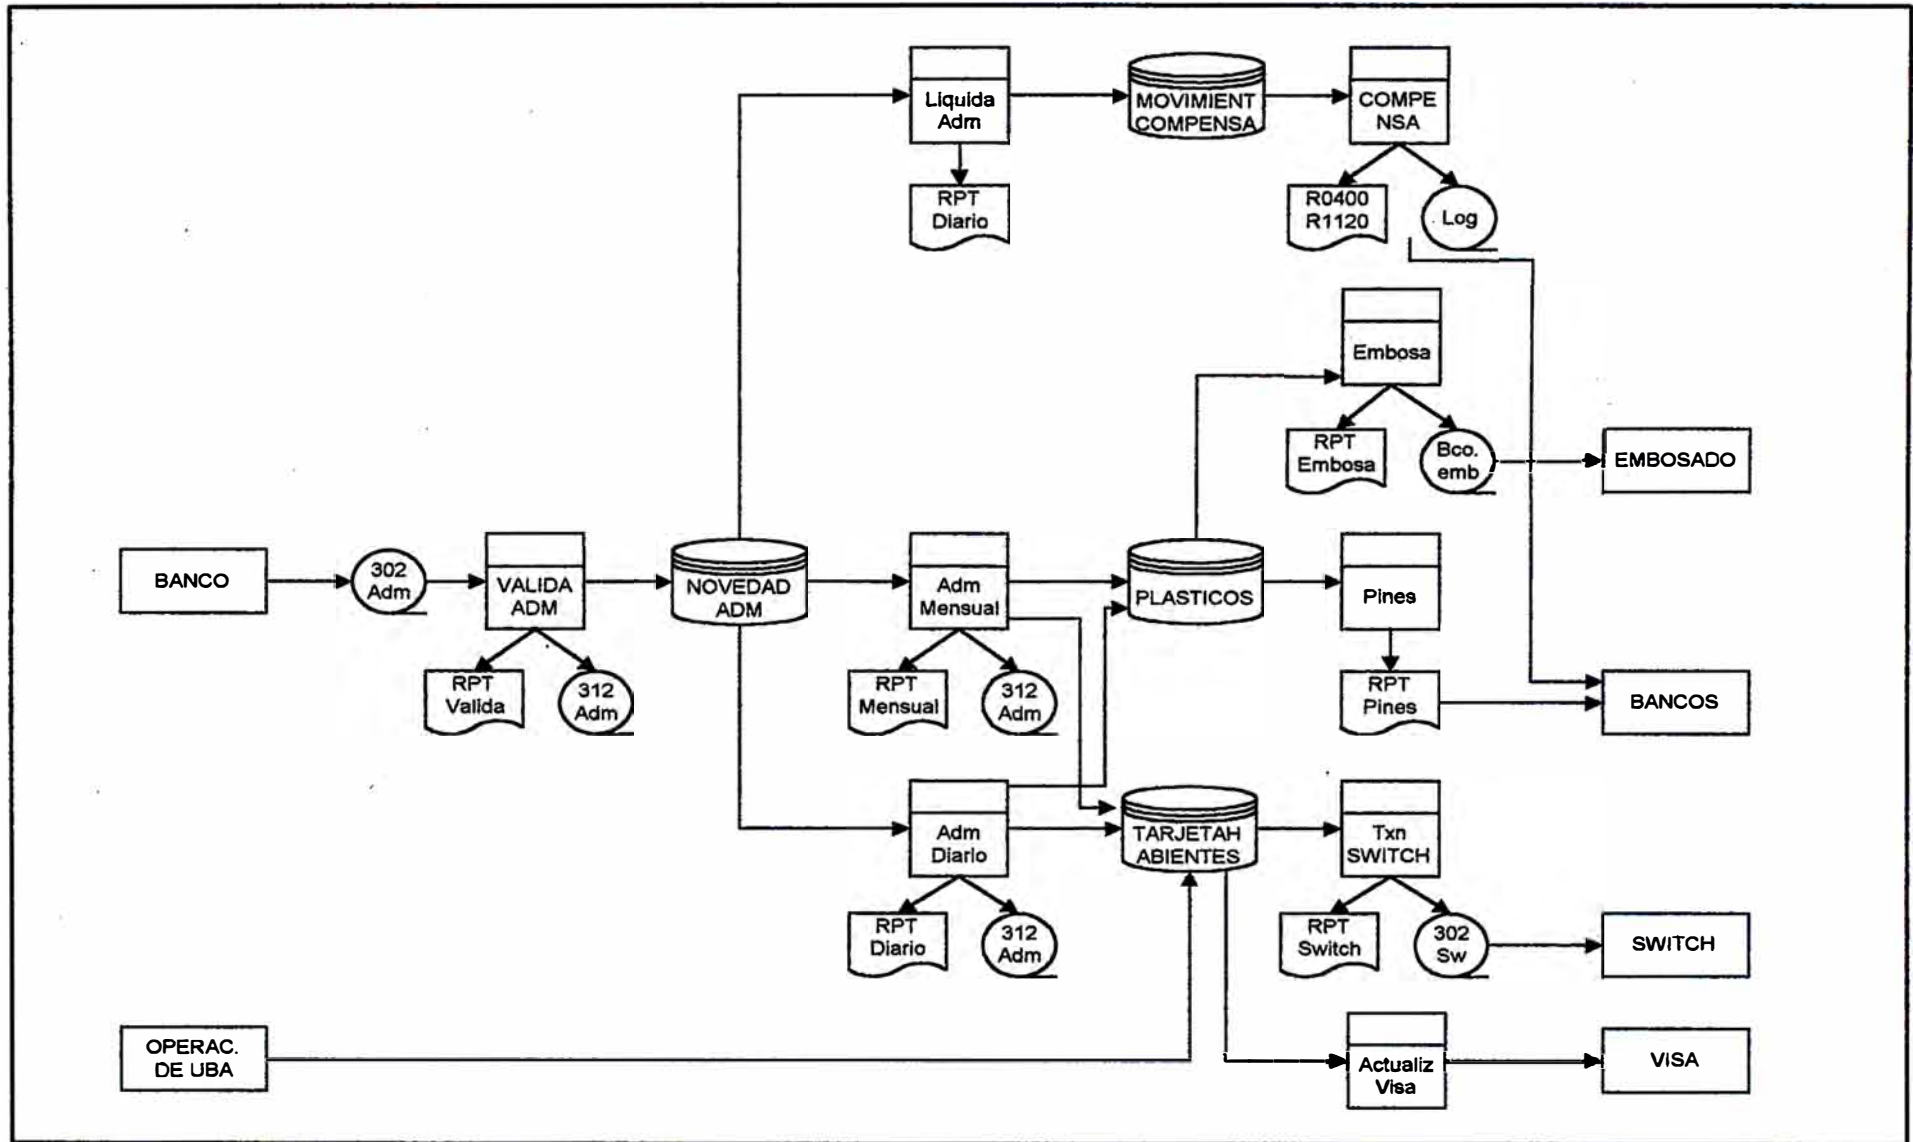 Liquida
Adm
MOVIMIENT
COMPENSA
COMPE
NSA
RPT
Diario
R0400
R1120
Log
Embosa
RPT
Embosa
Bco.
emb
EMBOSADO
BANCO
302
Adm
VALIDA
ADM
NOVEDAD
ADM
Adm
Mensual
PLASTICOS
Pines
RPT
Valida
312
Adm
RPT
Mensual
312
Adm
RPT
Pines
BANCOS
Adm
Diario
TARJETAH
ABIENTES
Txn
SWITCH
RPT
Diario
312
Adm
RPT
Switch
302
Sw
SWITCH
OPERAC.
DE UBA
Actualiz
Visa
VISA